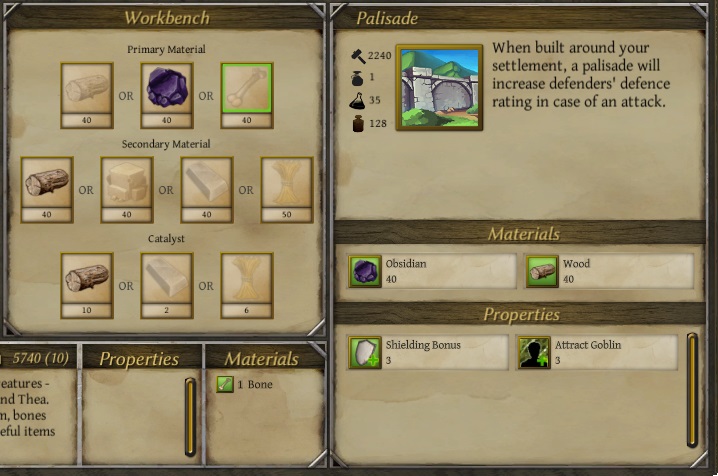 Workbench
Primary Material
OR OR
40 40 40
Secondary Material
OR OR OR
40 40 40 50
Catalyst
OR OR
10 2 6
Palisade
2240
1
35
128
When built around your
settlement, a palisade will
increase defenders' defence
rating in case of an attack.
Materials
Obsidian
40
Wood
40
Properties
Shielding Bonus
3
Attract Goblin
3
5740 (10)
eatures -
nd Thea.
bones
eful items
Properties
Materials
1 Bone